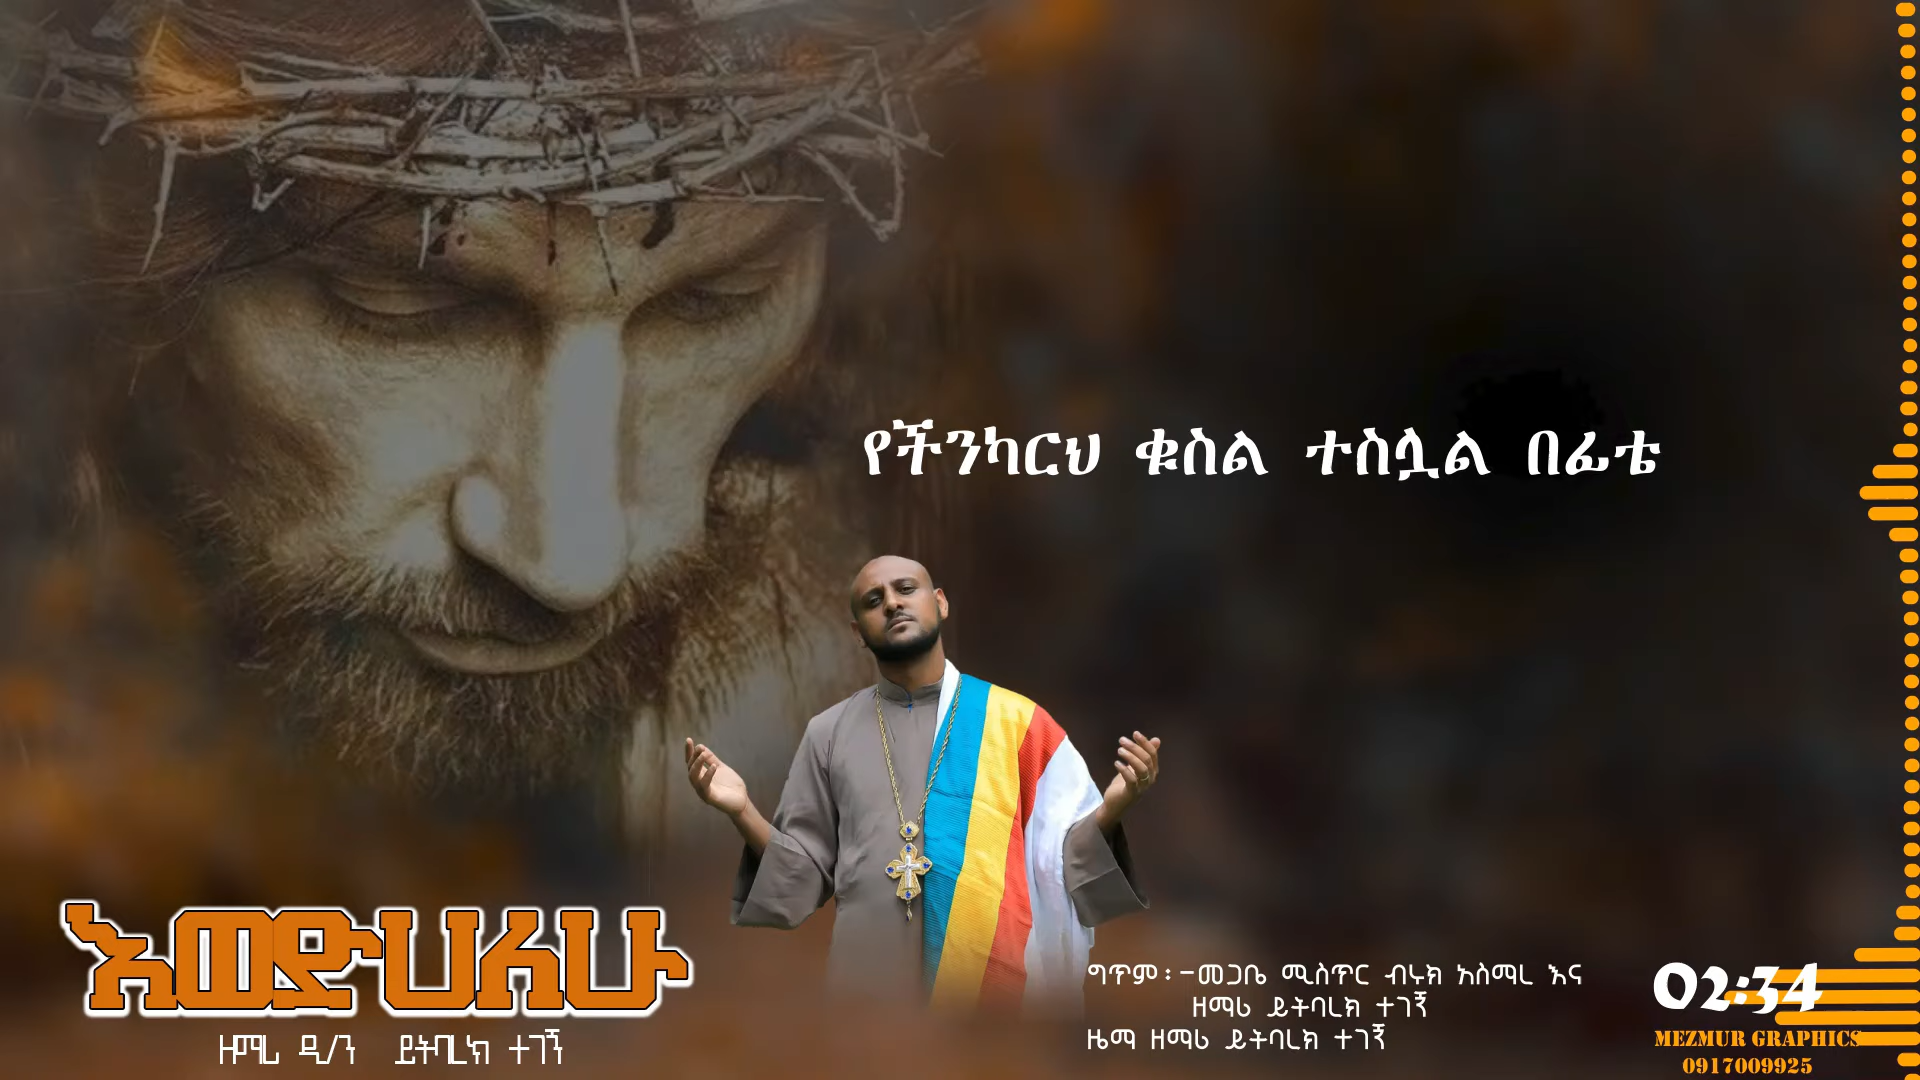 የችንካርህ ቁስል ተስሏል በፊቴ
እወድሃለሁ
ዘማሪ ዲ/ን ይትባረክ ተገኝ
ግጥም፡-መጋቤ ሚስጥር ብሩክ አስማረ እና
ዘማሪ ይትባረክ ተገኝ
ዜማ ዘማሪ ይትባረክ ተገኝ
02:34
MEZMUR GRAPHICS
0917009925